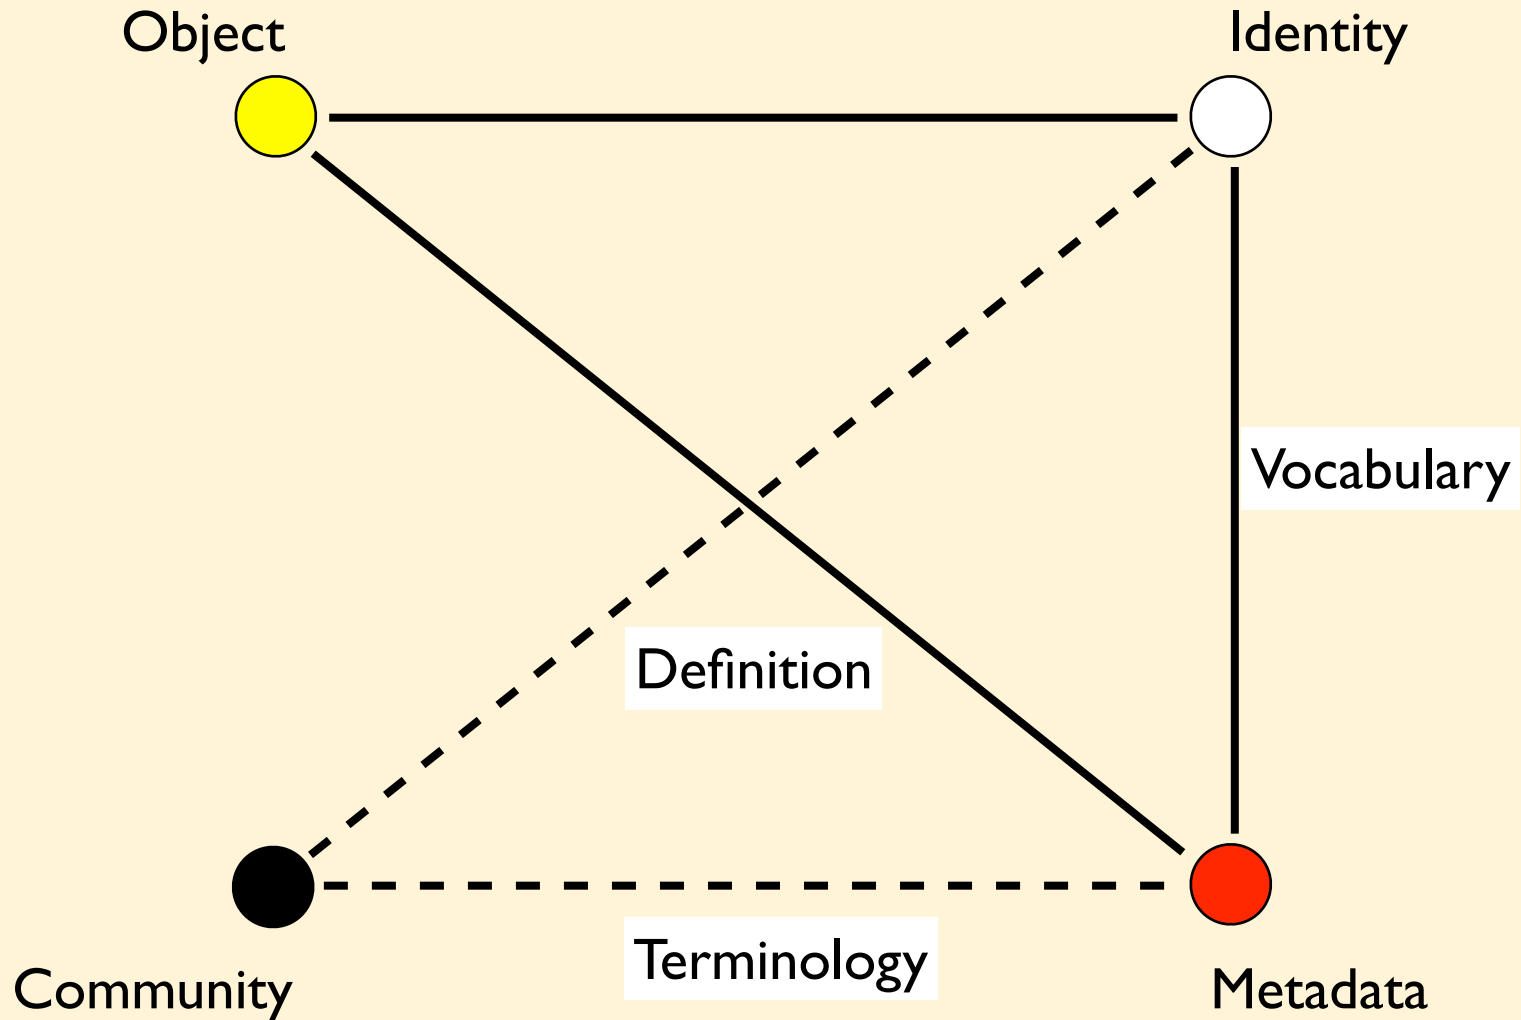 Object
Identity
Vocabulary
Definition
Terminology
Community
Metadata